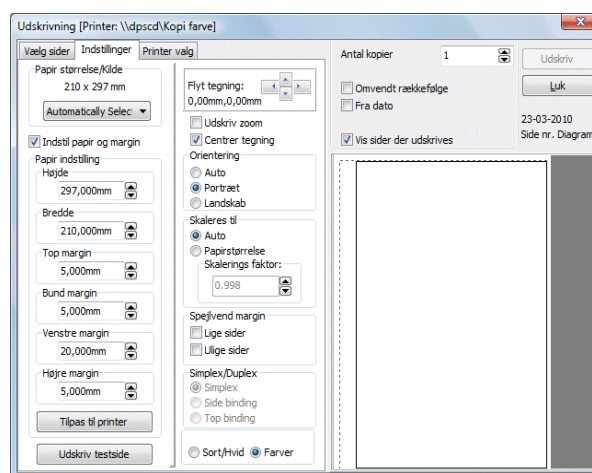 Udskrivning [Printer: \\dpscd\Kopi farve]
Vælg sider
Indstillinger
Printer valg
Papir størrelse/Kilde
210 x 297 mm
Automatically Selec
Indstil papir og margin
Papir indstilling
Højde
297,000mm
Bredde
210,000mm
Top margin
5,000mm
Bund margin
5,000mm
Venstre margin
20,000mm
Højre margin
5,000mm
Tilpas til printer
Udskriv testside
Flyt tegning:
0,00mm,0,00mm
Udskriv zoom
Centrer tegning
Orientering
Auto
Portræt
Landskab
Skaleres til
Auto
Papirstørrelse
Skalerings faktor:
0.998
Spejlvend margin
Lige sider
Ulige sider
Simplex/Duplex
Simplex
Side binding
Top binding
Sort/Hvid
Farver
Antal kopier
1
Omvendt rækkefølge
Fra dato
Vis sider der udskrives
Udskriv
Luk
23-03-2010
Side nr. Diagram